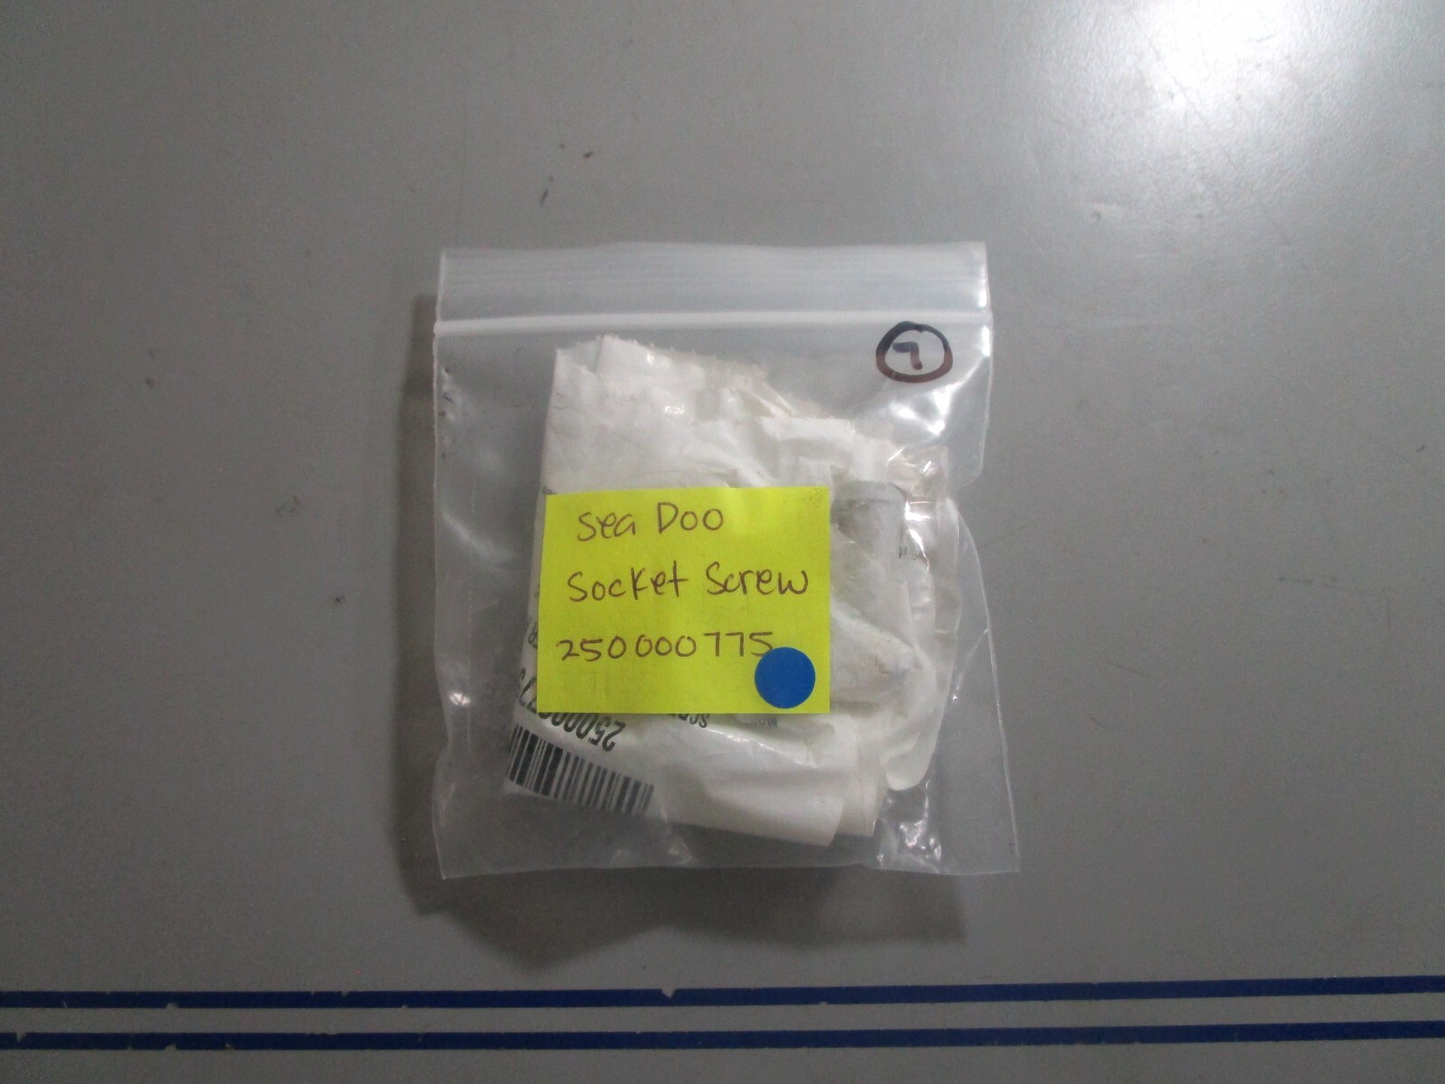 7
Sea Doo
Socket Screw
250000775